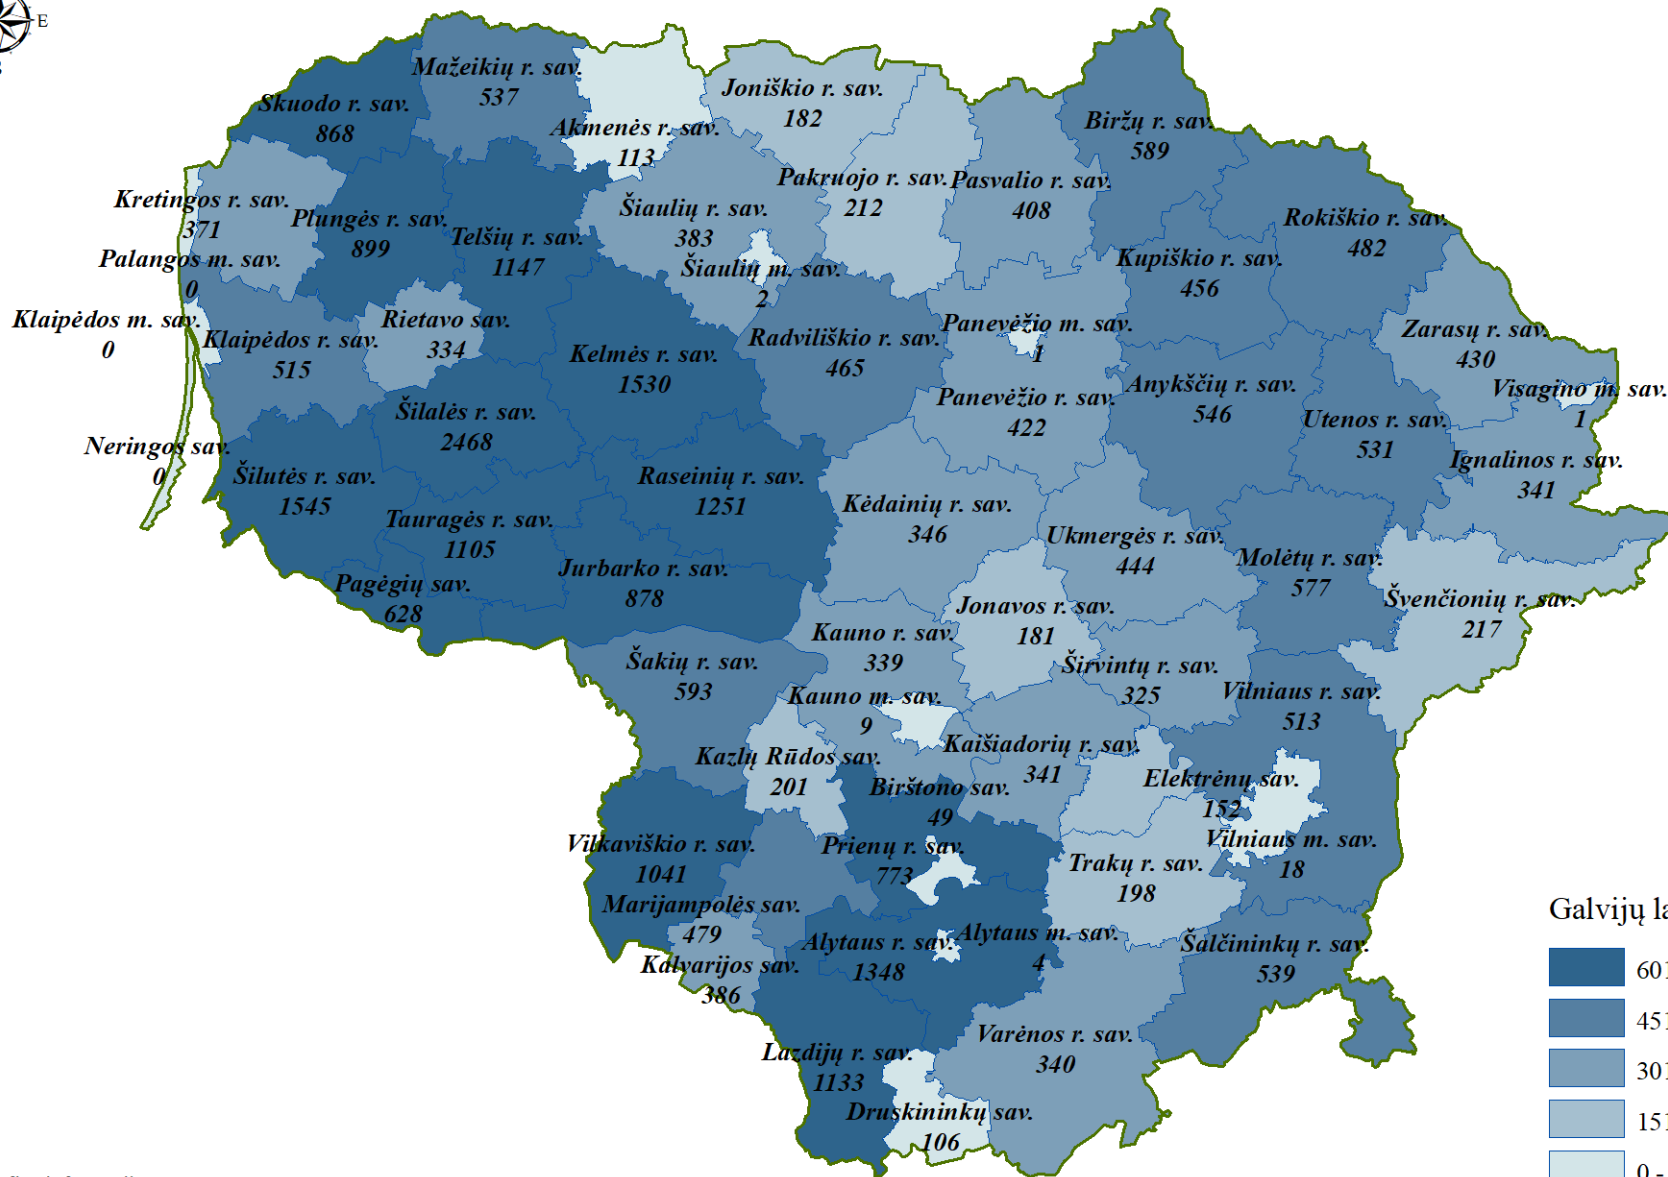 E
Mažeikių r. sav.
537
Skuodo r. sav.
868
Joniškio r. sav.
182
Akmenės r. sav.
113
Biržų r. sav.
589
Kretingos r. sav.
371
Plungės r. sav.
899
Telšių r. sav.
1147
Šiaulių r. sav.
383
Pakruojo r. sav.
212
Pasvalio r. sav.
408
Rokiškio r. sav.
482
Palangos m. sav.
0
Šiaulių m. sav.
2
Kupiškio r. sav.
456
Klaipėdos m. sav.
0
Klaipėdos r. sav.
515
Rietavo sav.
334
Kelmės r. sav.
1530
Radviliškio r. sav.
465
Panevėžio m. sav.
1
Zarasų r. sav.
430
Panevėžio r. sav.
422
Anykščių r. sav.
546
Visagino m. sav.
1
Utenos r. sav.
531
Šilalės r. sav.
2468
Neringos sav.
0
Šilutės r. sav.
1545
Raseinių r. sav.
1251
Ignalinos r. sav.
341
Tauragės r. sav.
1105
Kėdainių r. sav.
346
Ukmergės r. sav.
444
Molėtų r. sav.
577
Pagėgių sav.
628
Jurbarko r. sav.
878
Jonavos r. sav.
181
Švenčionių r. sav.
217
Šakių r. sav.
593
Kauno r. sav.
339
Širvintų r. sav.
325
Vilniaus r. sav.
513
Kauno m. sav.
9
Kazlų Rūdos sav.
201
Kaišiadorių r. sav.
341
Birštono sav.
49
Elektrėnų sav.
152
Vilkaviškio r. sav.
1041
Prienų r. sav.
773
Trakų r. sav.
198
Vilniaus m. sav.
18
Marijampolės sav.
479
Kalvarijos sav.
386
Alytaus r. sav.
1348
Alytaus m. sav.
4
Šalčininkų r. sav.
539
Lazdijų r. sav.
1133
Varėnos r. sav.
340
Druskininkų sav.
106
Galvijų la
601
451
301
151
0 -